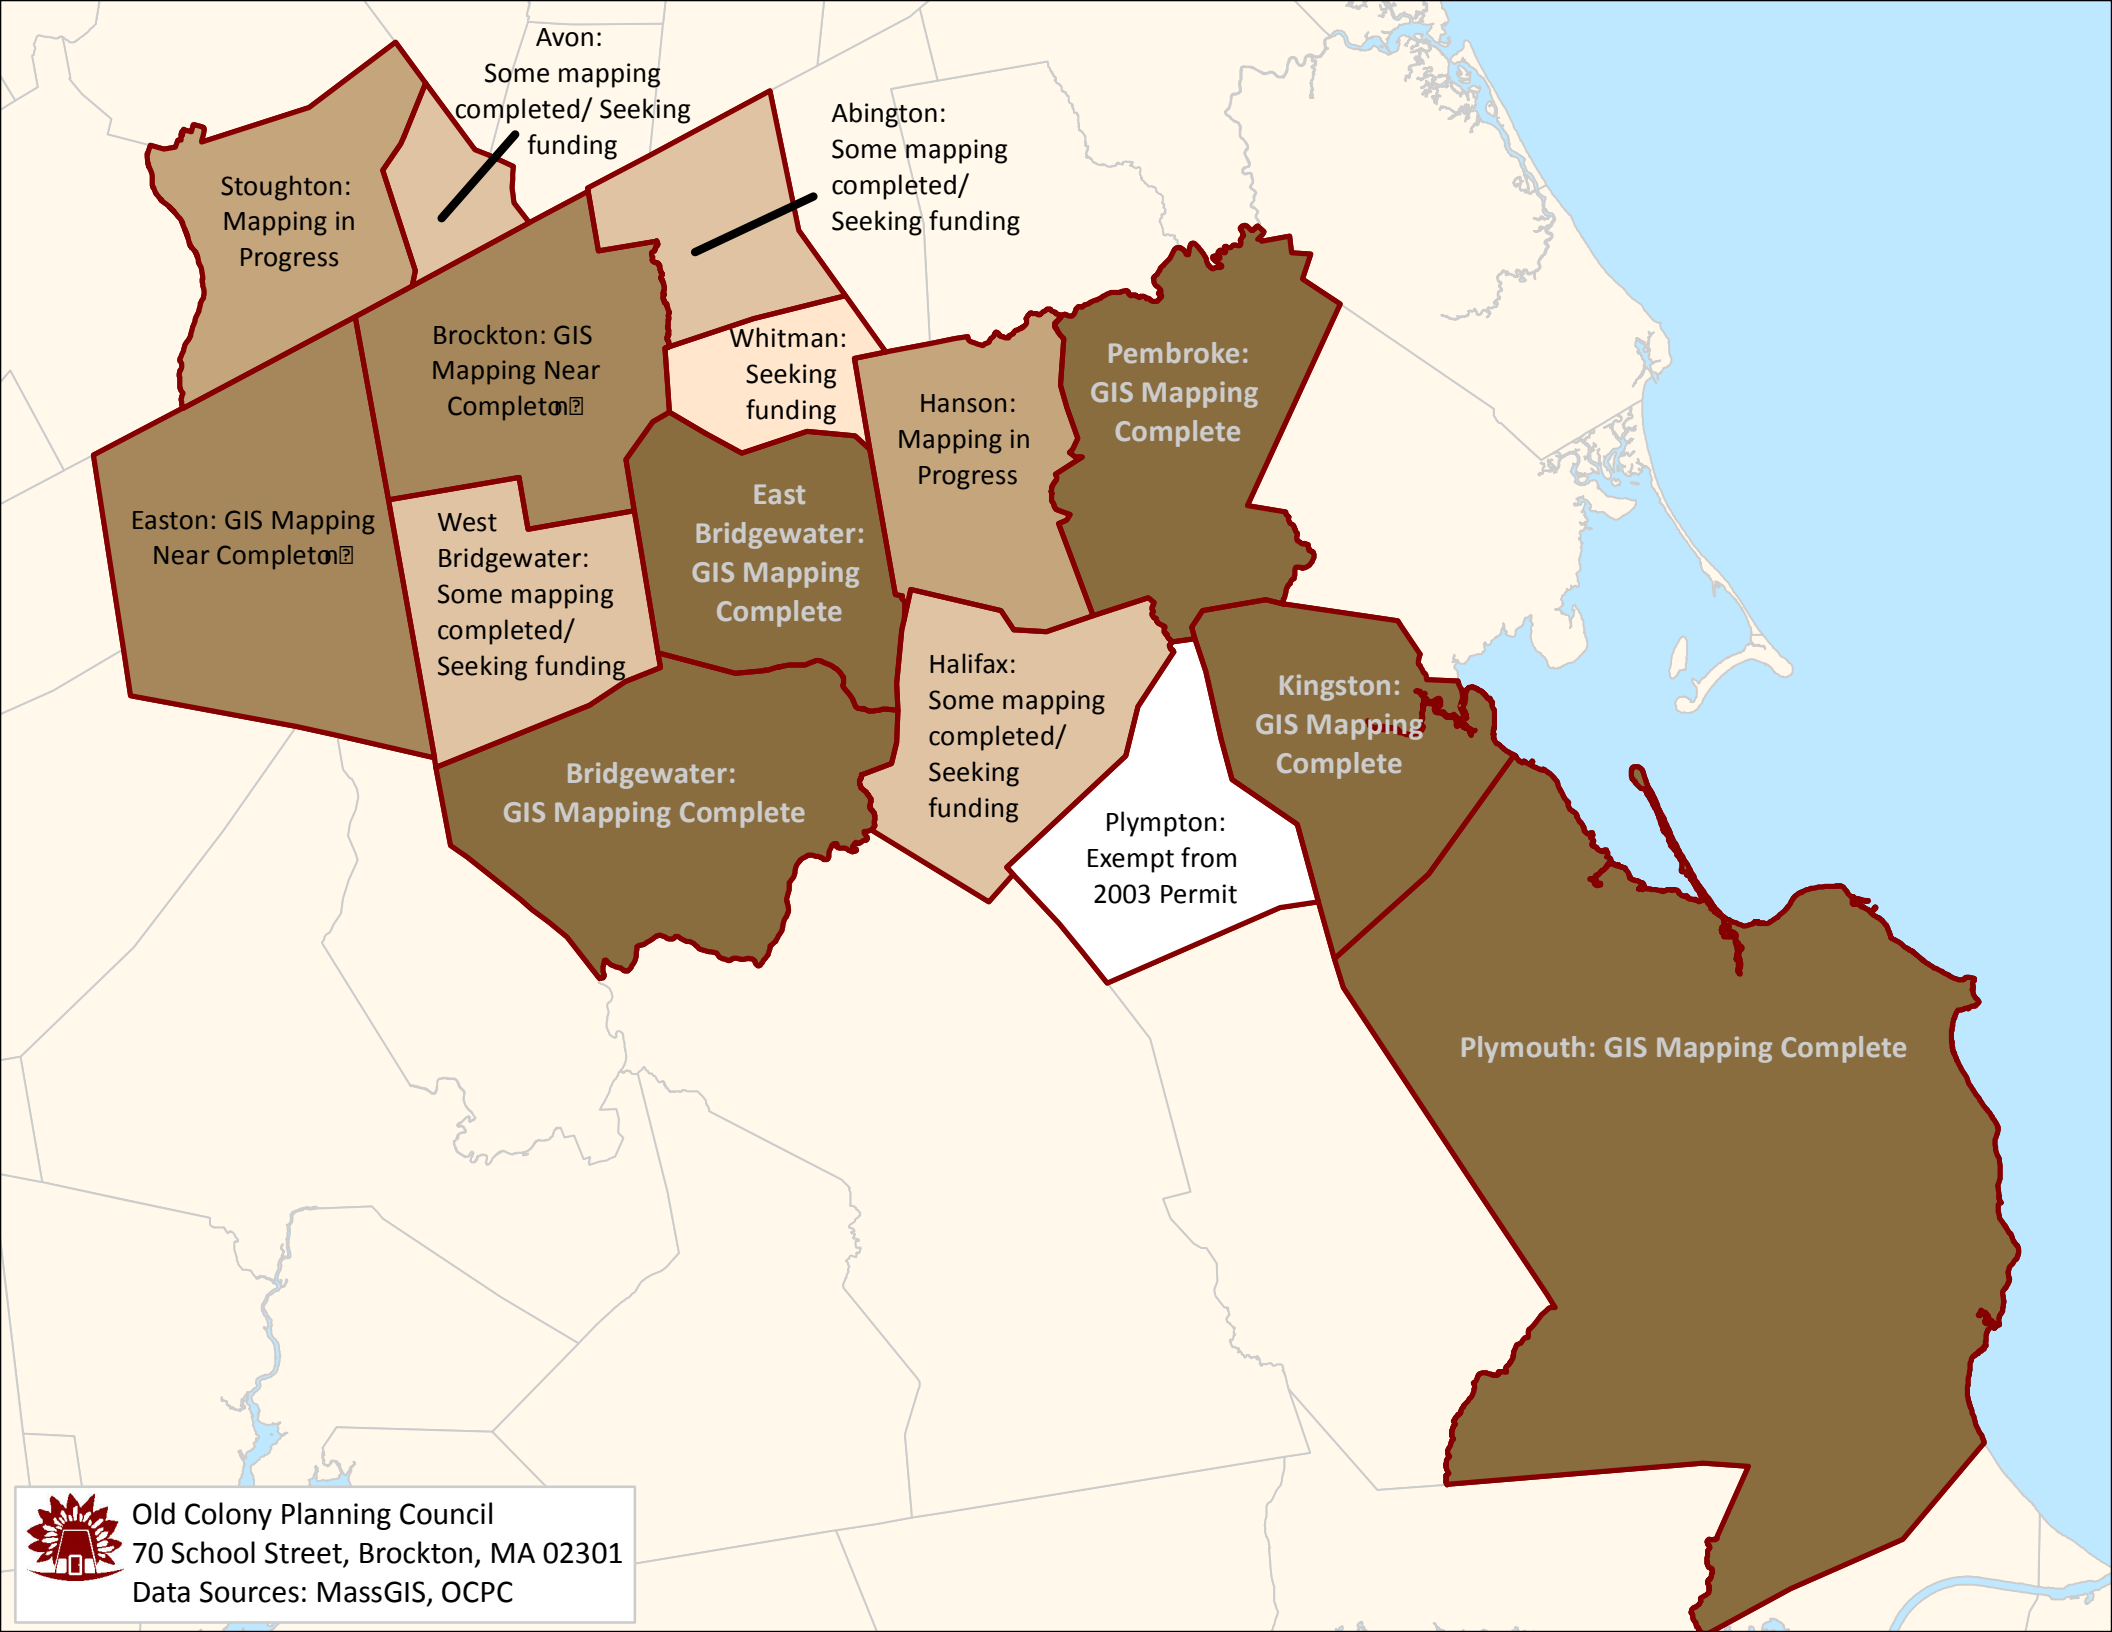 Avon:
Some mapping
completed/ Seeking
funding
Abington:
Some mapping
completed/
Seeking funding
Stoughton:
Mapping in
Progress
Brockton: GIS
Mapping Near
Completon
Whitman:
Seeking
funding
Hanson:
Mapping in
Progress
Pembroke:
GIS Mapping
Complete
Easton: GIS Mapping
Near Completon
West
Bridgewater:
Some mapping
completed/
Seeking funding
East
Bridgewater:
GIS Mapping
Complete
Halifax:
Some mapping
completed/
Seeking
funding
Kingston:
GIS Mapping
Complete
Bridgewater:
GIS Mapping Complete
Plympton:
Exempt from
2003 Permit
Plymouth: GIS Mapping Complete
Old Colony Planning Council
70 School Street, Brockton, MA 02301
Data Sources: MassGIS, OCPC